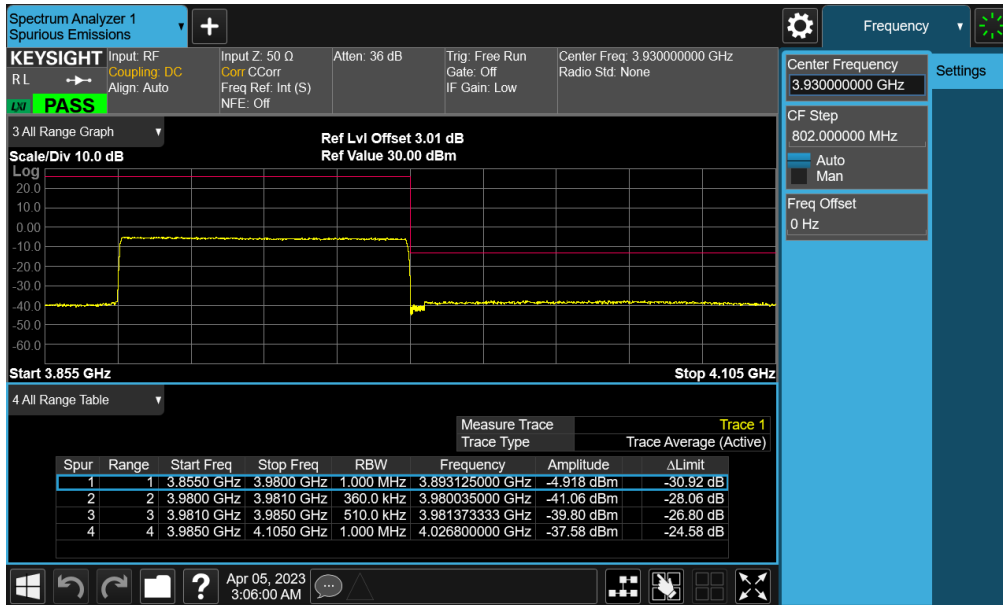 Spectrum Analyzer 1
Spurious Emissions
+
Frequency
KEYSIGHT
R L
LXI
PASS
Input: RF
Coupling: DC
Align: Auto
Input Z: 50 Ω
Corr CCorr
Freq Ref: Int (S)
NFE: Off
Atten: 36 dB
Trig: Free Run
Gate: Off
IF Gain: Low
Center Freq: 3.930000000 GHz
Radio Std: None
Center Frequency
3.930000000 GHz
Settings
CF Step
802.000000 MHz
Auto
Man
Freq Offset
0 Hz
3 All Range Graph
Scale/Div 10.0 dB
Ref Lvl Offset 3.01 dB
Ref Value 30.00 dBm
Log
20.0
10.0
0.00
-10.0
-20.0
-30.0
-40.0
-50.0
-60.0
Start 3.855 GHz
Stop 4.105 GHz
4 All Range Table
Measure Trace Trace 1
Trace Type Trace Average (Active)
Spur Range Start Freq Stop Freq RBW Frequency Amplitude ΔLimit
1 1 3.8550 GHz 3.9800 GHz 1.000 MHz 3.893125000 GHz -4.918 dBm -30.92 dB
2 2 3.9800 GHz 3.9810 GHz 360.0 kHz 3.980035000 GHz -41.06 dBm -28.06 dB
3 3 3.9810 GHz 3.9850 GHz 510.0 kHz 3.981373333 GHz -39.80 dBm -26.80 dB
4 4 3.9850 GHz 4.1050 GHz 1.000 MHz 4.026800000 GHz -37.58 dBm -24.58 dB
?
Apr 05, 2023
3:06:00 AM